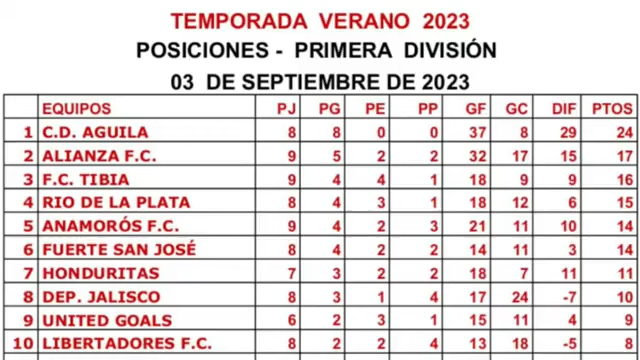 TEMPORADA VERANO 2023
POSICIONES - PRIMERA DIVISIÓN
03 DE SEPTIEMBRE DE 2023
EQUIPOS PJ PG PE PP GF GC DIF PTOS
1 C.D. AGUILA 8 8 0 0 37 8 29 24
2 ALIANZA F.C. 9 5 2 2 32 17 15 17
3 F.C. TIBIA 9 4 4 1 18 9 9 16
4 RIO DE LA PLATA 8 4 3 1 18 12 6 15
5 ANAMORÓS F.C. 9 4 2 3 21 11 10 14
6 FUERTE SAN JOSÉ 8 4 2 2 14 11 3 14
7 HONDURITAS 7 3 2 2 18 7 11 11
8 DEP. JALISCO 8 3 1 4 17 24 -7 10
9 UNITED GOALS 6 2 3 1 15 11 4 9
10 LIBERTADORES F.C. 8 2 2 4 13 18 -5 8